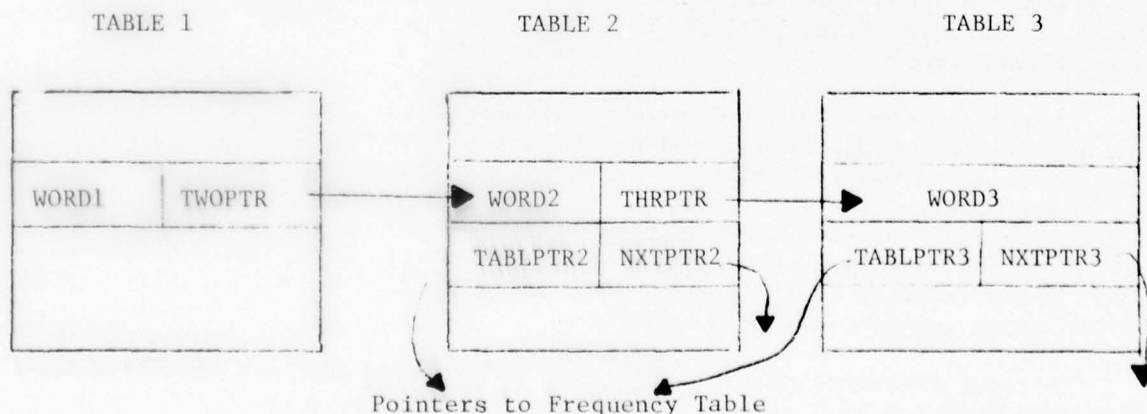 TABLE 1 TABLE 2 TABLE 3
WORD1 TWOPTR WORD2 THRPTR WORD3
TABLPTR2 NXTPTR2 TABLPTR3 NXTPTR3
Pointers to Frequency Table